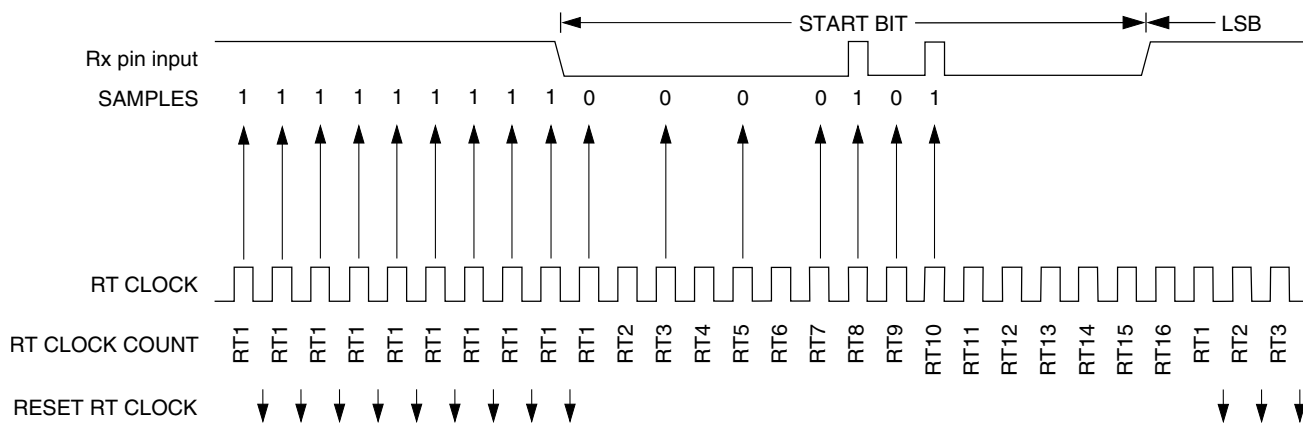 START BIT LSB
Rx pin input
SAMPLES 1 1 1 1 1 1 1 1 1 0 0 0 0 1 0 1
RT CLOCK
RT CLOCK COUNT RT1 RT1 RT1 RT1 RT1 RT1 RT1 RT1 RT1 RT1 RT2 RT3 RT4 RT5 RT6 RT7 RT8 RT9 RT10 RT11 RT12 RT13 RT14 RT15 RT16 RT1 RT2 RT3
RESET RT CLOCK